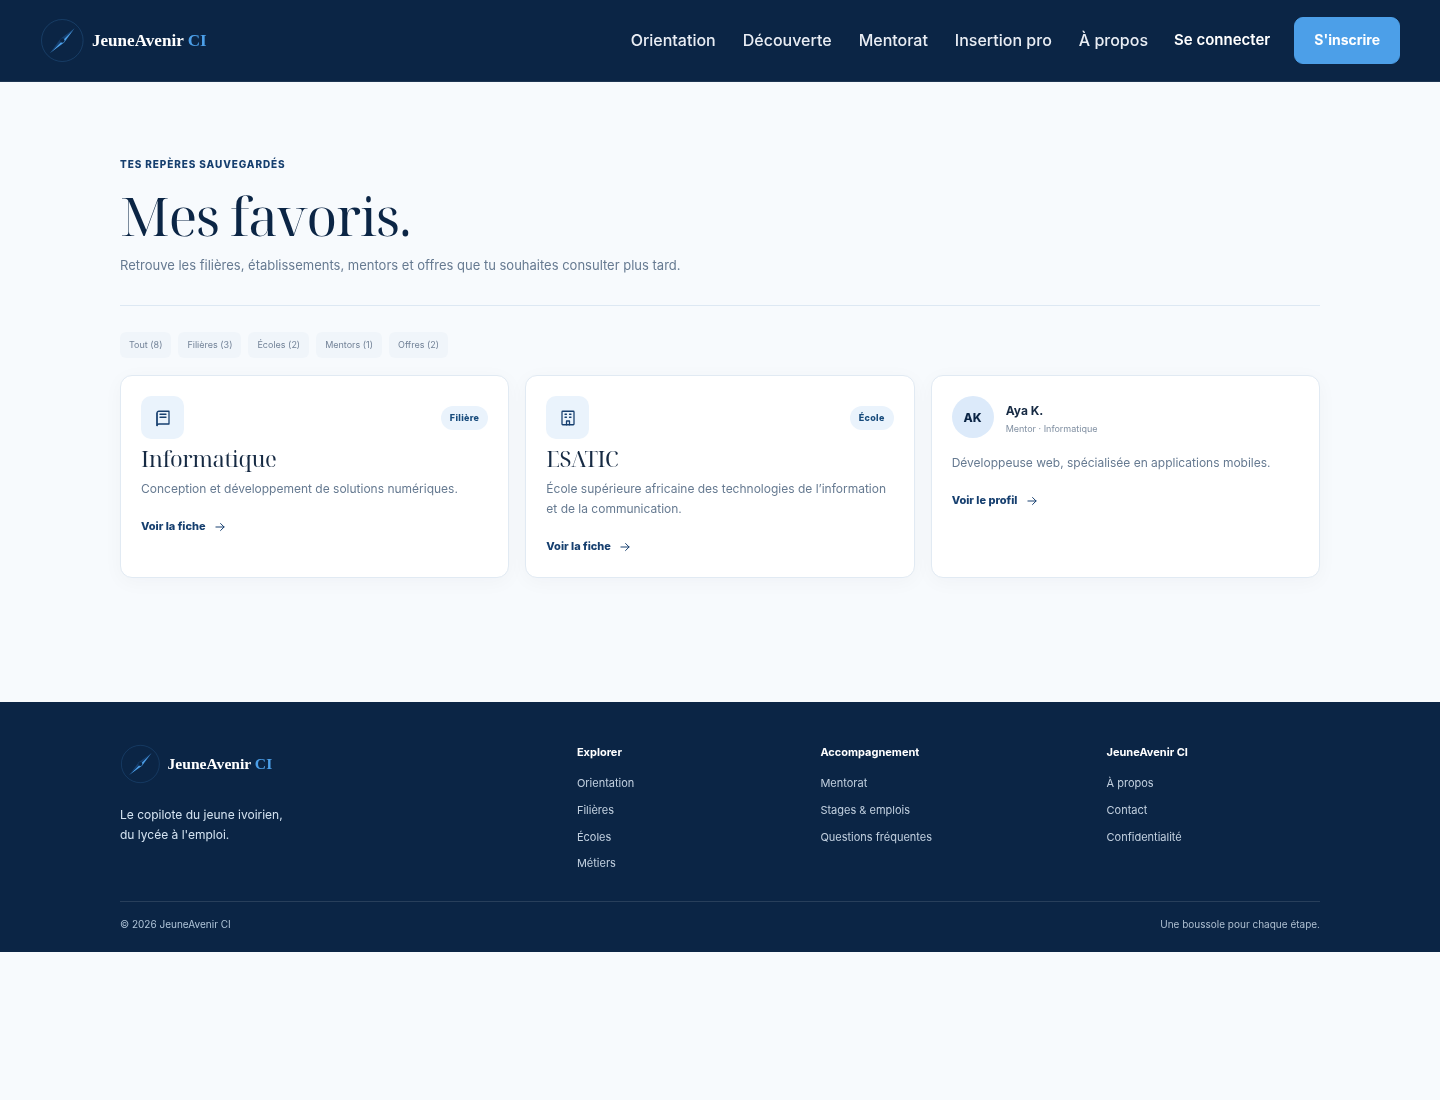 JeuneAvenir CI
Orientation
Découverte
Mentorat
Insertion pro
À propos
Se connecter
S'inscrire
TES REPÈRES SAUVEGARDÉS
Mes favoris.
Retrouve les filières, établissements, mentors et offres que tu souhaites consulter plus tard.
Tout (8)
Filières (3)
Écoles (2)
Mentors (1)
Offres (2)
Filière
Informatique
Conception et développement de solutions numériques.
Voir la fiche
École
ESATIC
École supérieure africaine des technologies de l’information
et de la communication.
Voir la fiche
AK
Aya K.
Mentor · Informatique
Développeuse web, spécialisée en applications mobiles.
Voir le profil
JeuneAvenir CI
Le copilote du jeune ivoirien,
du lycée à l'emploi.
Explorer
Orientation
Filières
Écoles
Métiers
Accompagnement
Mentorat
Stages & emplois
Questions fréquentes
JeuneAvenir CI
À propos
Contact
Confidentialité
© 2026 JeuneAvenir CI
Une boussole pour chaque étape.